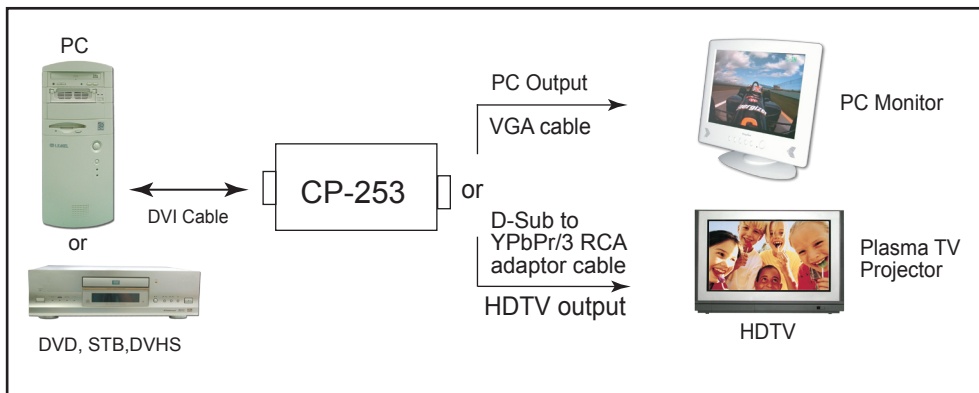 PC
DVI Cable
or
DVD, STB,DVHS
CP-253
or
PC Output
VGA cable
PC Monitor
D-Sub to
YPbPr/3 RCA
adaptor cable
HDTV output
HDTV
Plasma TV
Projector